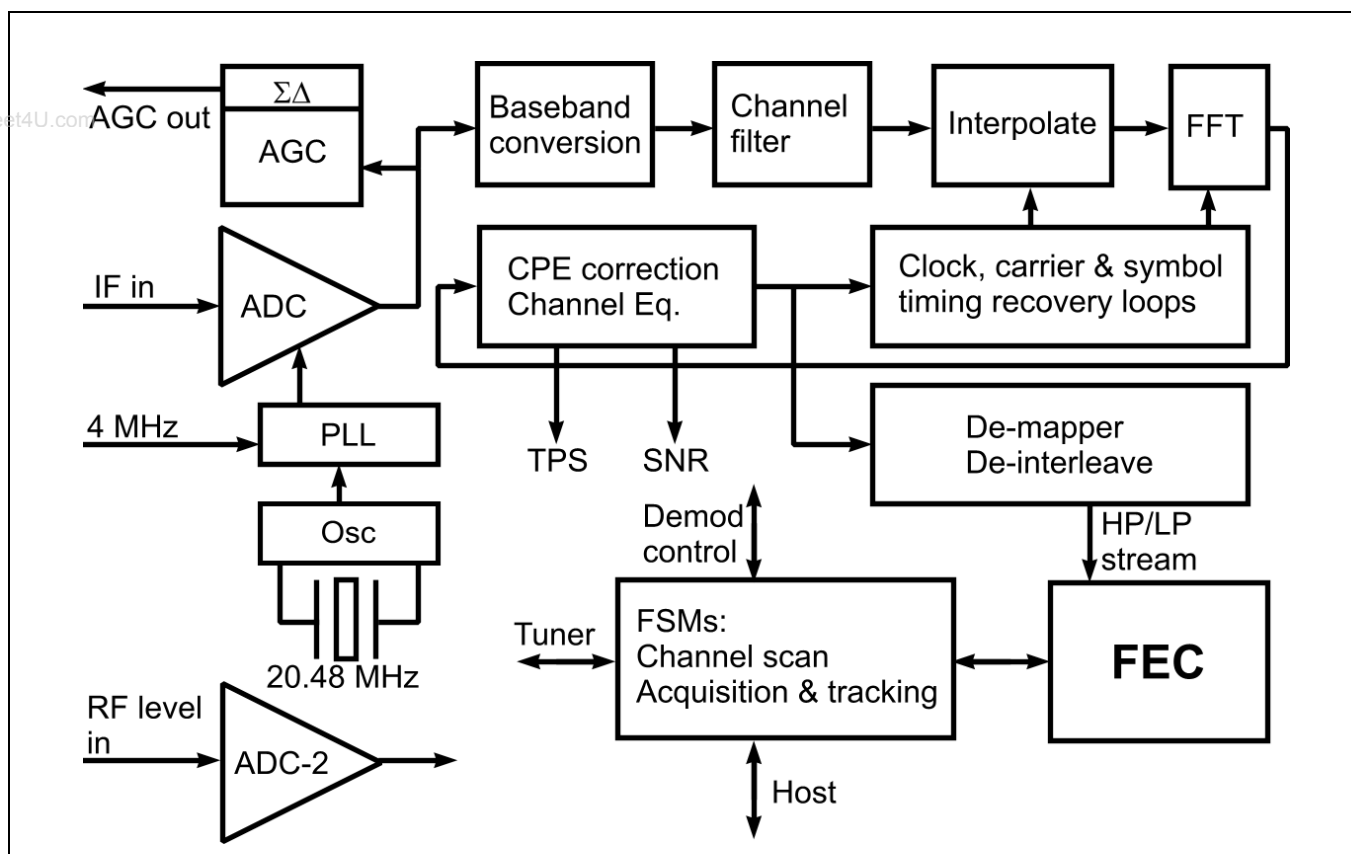 ΣΔ
AGC out
AGC
Baseband
conversion
Channel
filter
Interpolate
FFT
eet4U.com
IF in
ADC
CPE correction
Channel Eq.
Clock, carrier & symbol
timing recovery loops
4 MHz
PLL
TPS
SNR
De-mapper
De-interleave
Osc
20.48 MHz
Demod
control
HP/LP
stream
Tuner
FSMs:
Channel scan
Acquisition & tracking
FEC
RF level
in
ADC-2
Host